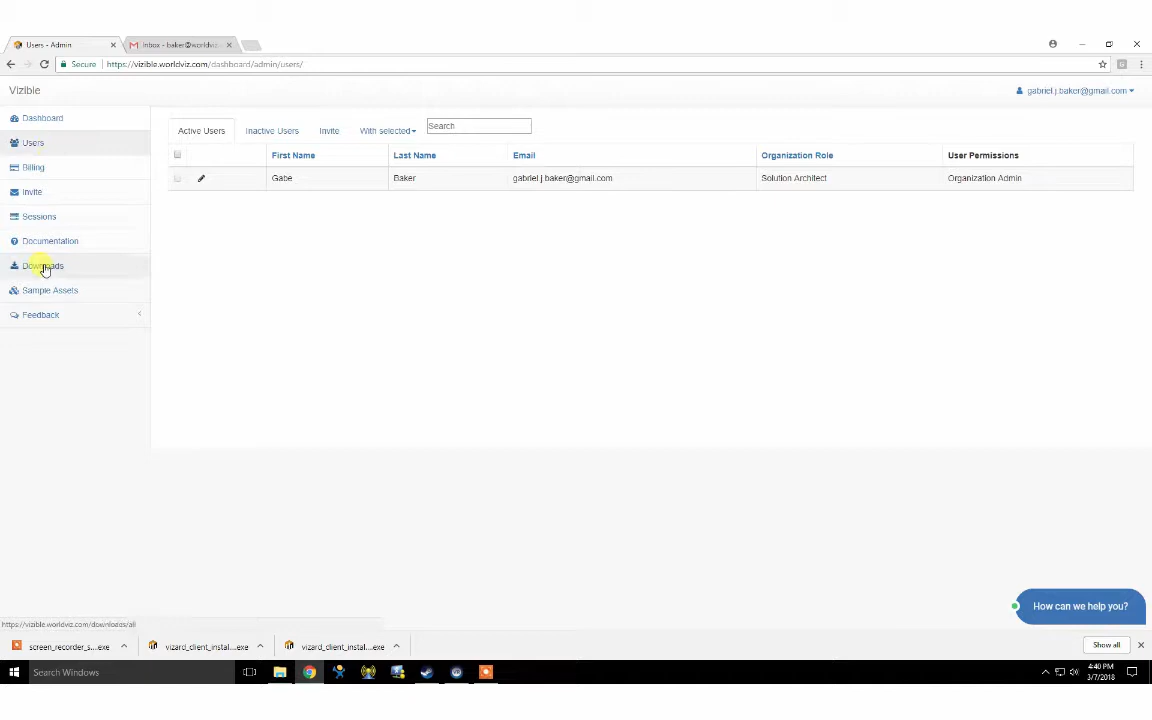 Users - Admin
Inbox - baker@worldviz
Secure
https://vizible.worldviz.com/dashboard/admin/users/
Vizible
gabriel.j.baker@gmail.com
Dashboard
Users
Billing
Invite
Sessions
Documentation
Downloads
Sample Assets
Feedback
Active Users
Inactive Users
Invite
With selected
Search
First Name
Last Name
Email
Organization Role
User Permissions
Gabe
Baker
gabriel.j.baker@gmail.com
Solution Architect
Organization Admin
How can we help you?
https://vizible.worldviz.com/downloads/all
screen_recorder_s....exe
vizard_client_instal....exe
vizard_client_instal....exe
Show all
Search Windows
4:40 PM
3/7/2018